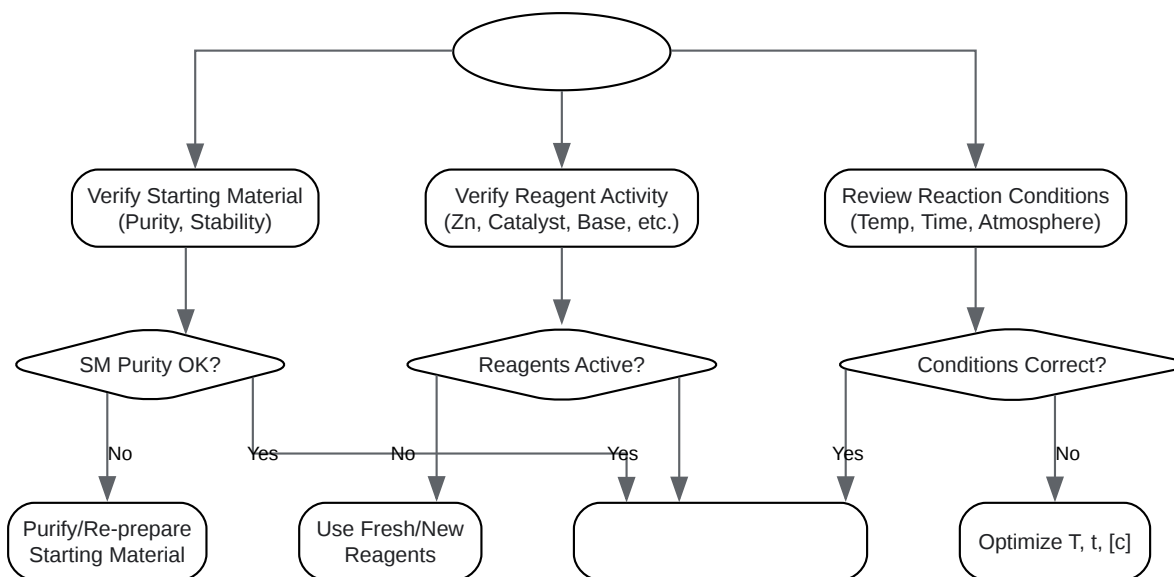 Verify Starting Material
(Purity, Stability)
Verify Reagent Activity
(Zn, Catalyst, Base, etc.)
Review Reaction Conditions
(Temp, Time, Atmosphere)
SM Purity OK?
Reagents Active?
Conditions Correct?
No
Yes
No
Yes
Yes
No
Purify/Re-prepare
Starting Material
Use Fresh/New
Reagents
Optimize T, t, [c]